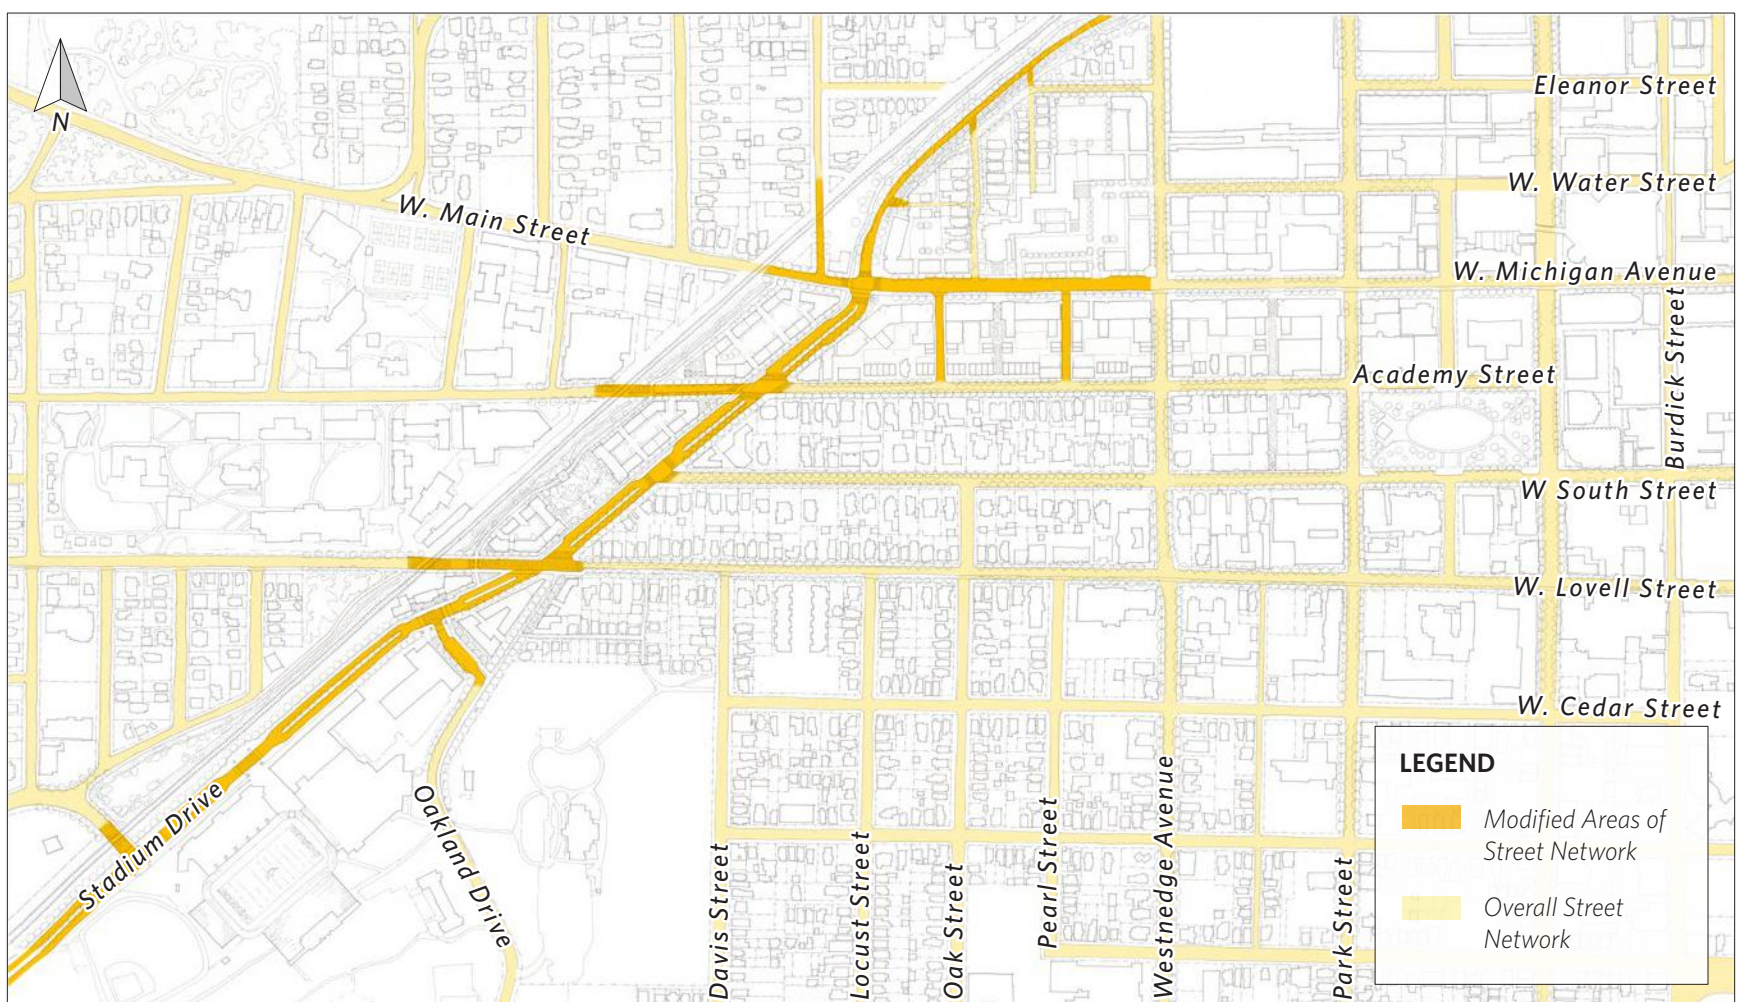 N
Eleanor Street
W. Water Street
W. Main Street
W. Michigan Avenue
Burdick Street
Academy Street
W South Street
W. Lovell Street
W. Cedar Street
Stadium Drive
Oakland Drive
Davis Street
Locust Street
Oak Street
Pearl Street
Westnedge Avenue
Park Street
LEGEND
Modified Areas of
Street Network
Overall Street
Network